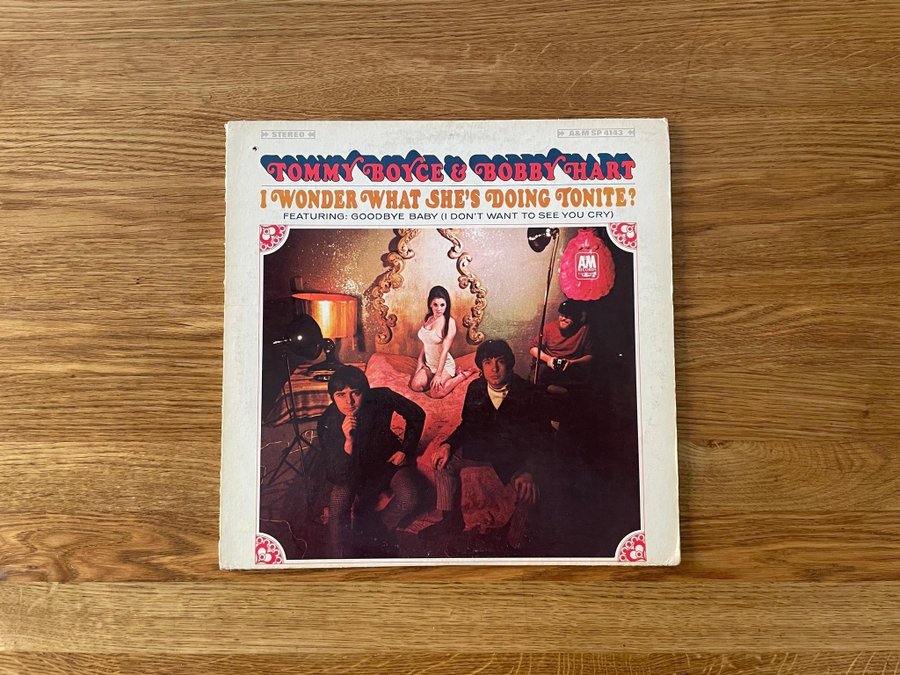 STEREO
A&M SP 4143
TOMMY BOYCE & BOBBY HART
I WONDER WHAT SHE'S DOING TONITE?
FEATURING: GOODBYE BABY (I DON'T WANT TO SEE YOU CRY)
A&M